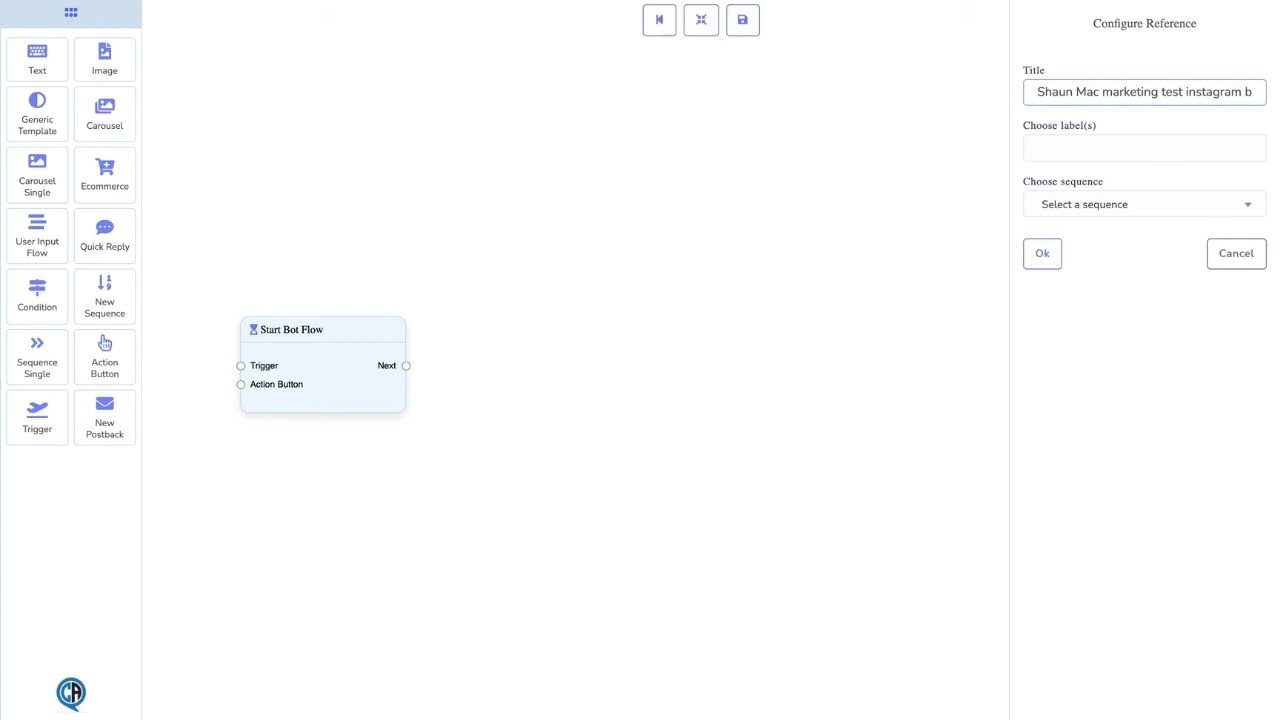 Text
Image
Generic
Template
Carousel
Carousel
Single
Ecommerce
User Input
Flow
Quick Reply
Condition
New
Sequence
Sequence
Single
Action
Button
Trigger
New
Postback
CA
Start Bot Flow
Trigger
Next
Action Button
Configure Reference
Title
Shaun Mac marketing test instagram b
Choose label(s)
Choose sequence
Select a sequence
Ok
Cancel